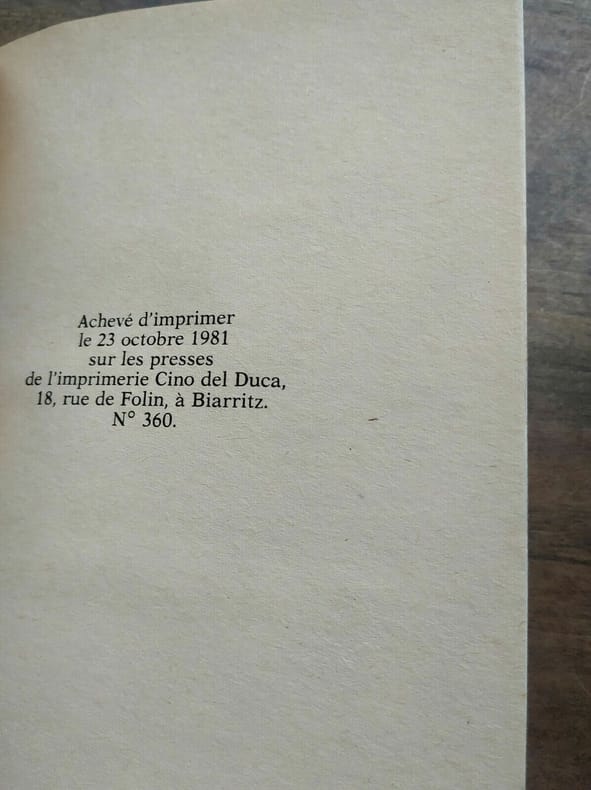 Achevé d'imprimer
le 23 octobre 1981
sur les presses
de l'imprimerie Cino del Duca,
18, rue de Folin, à Biarritz.
N° 360.